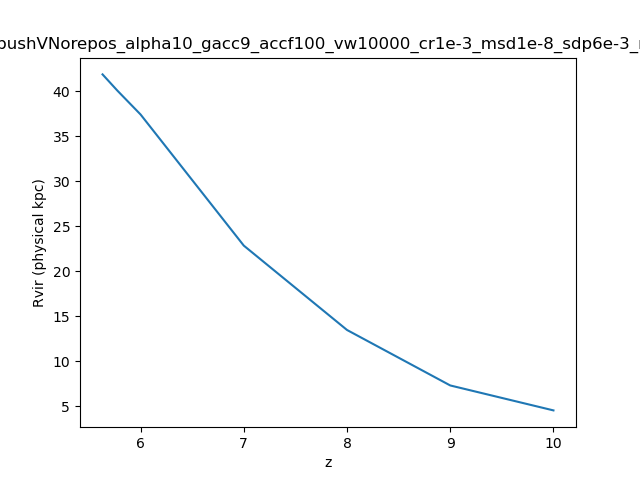 pushVNorepos_alpha10_gacc9_accf100_vw10000_cr1e-3_msd1e-8_sdp6e-3_
40
35
30
25
20
15
10
5
Rvir (physical kpc)
6 7 8 9 10
z